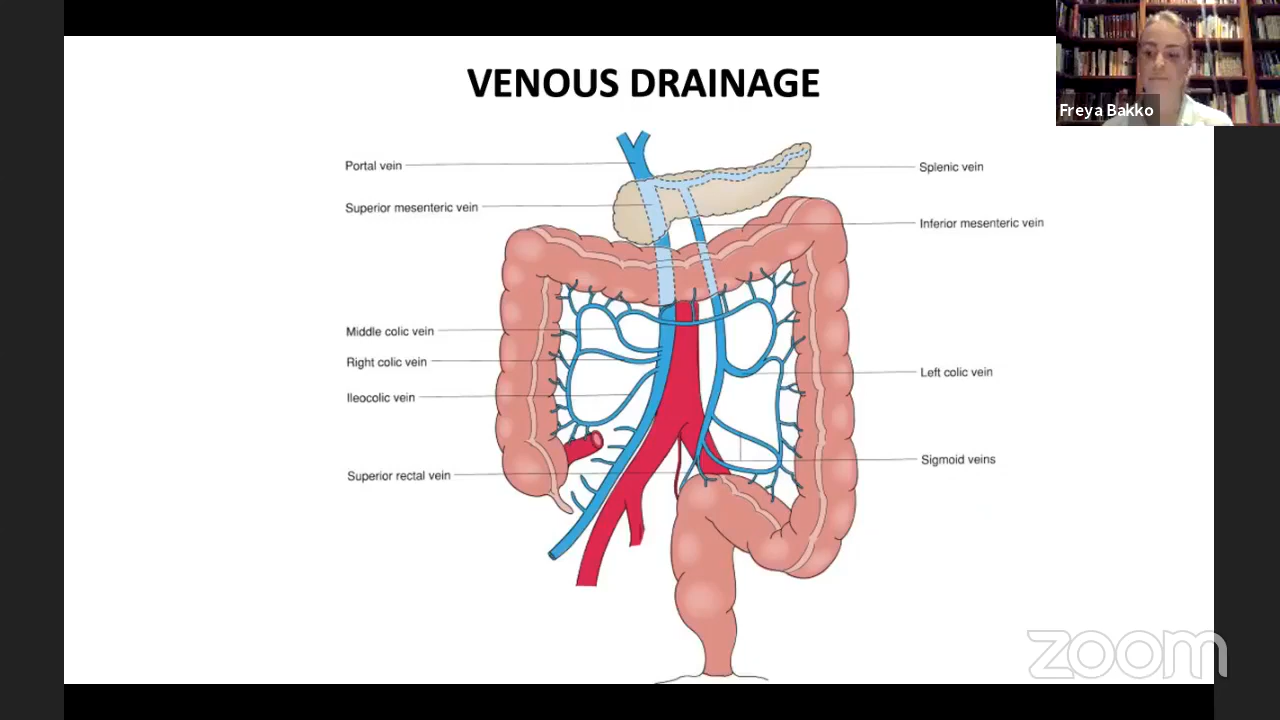 VENOUS DRAINAGE
Freya Bakko
Portal vein
Splenic vein
Superior mesenteric vein
Inferior mesenteric vein
Middle colic vein
Right colic vein
Left colic vein
Ileocolic vein
Sigmoid veins
Superior rectal vein
zoom